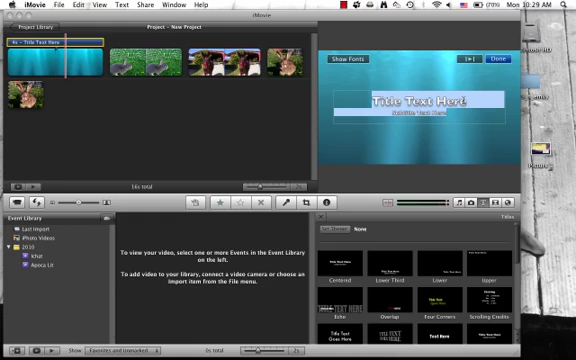 iMovie File Edit View Text Share Window Help
Mon 10:29 AM
iMovie
Project Library
Project - New Project
4s - Title Text Here
Show Fonts
Done
Title Text Here
Subtitle Text Here
16s total
2s
Event Library
Last Import
iPhoto Videos
2010
ichat
Apoca Lit
To view your video, select one or more Events in the Event Library on the left.
To add video to your library, connect a video camera or choose an Import item from the File menu.
Titles
Set Theme:
None
Centered
Lower Third
Lower
Upper
Echo
Overlap
Four Corners
Scrolling Credits
Show:
Favorites and Unmarked
0s total
2s